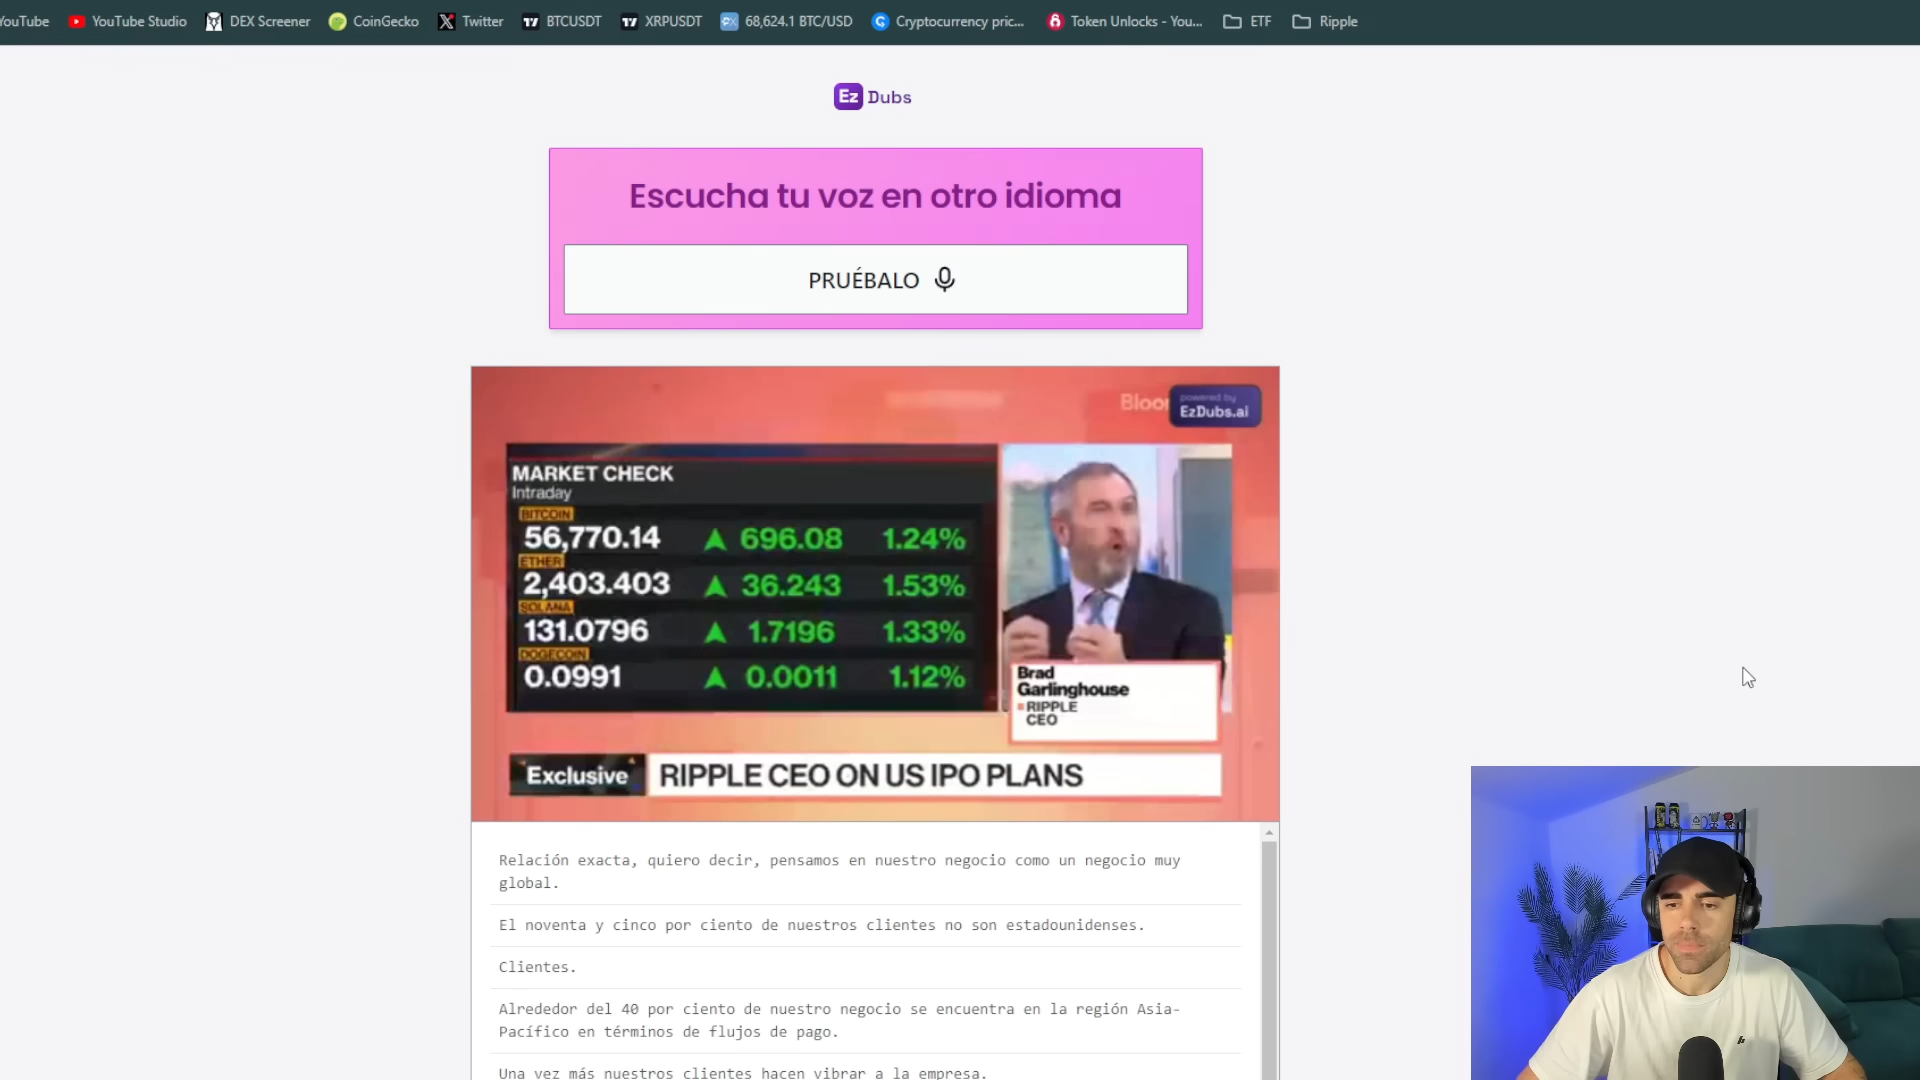 YouTube
YouTube Studio
DEX Screener
CoinGecko
Twitter
BTCUSDT
XRPUSDT
68,624.1 BTC/USD
Cryptocurrency pric...
Token Unlocks - You...
ETF
Ripple
Ez Dubs
Escucha tu voz en otro idioma
PRUÉBALO
Bloo
powered by
EzDubs.ai
MARKET CHECK
Intraday
BITCOIN
56,770.14 696.08 1.24%
ETHER
2,403.403 36.243 1.53%
SOLANA
131.0796 1.7196 1.33%
DOGECOIN
0.0991 0.0011 1.12%
Brad
Garlinghouse
RIPPLE
CEO
Exclusive RIPPLE CEO ON US IPO PLANS
Relación exacta, quiero decir, pensamos en nuestro negocio como un negocio muy
global.
El noventa y cinco por ciento de nuestros clientes no son estadounidenses.
Clientes.
Alrededor del 40 por ciento de nuestro negocio se encuentra en la región Asia-
Pacífico en términos de flujos de pago.
Una vez más nuestros clientes hacen vibrar a la empresa.